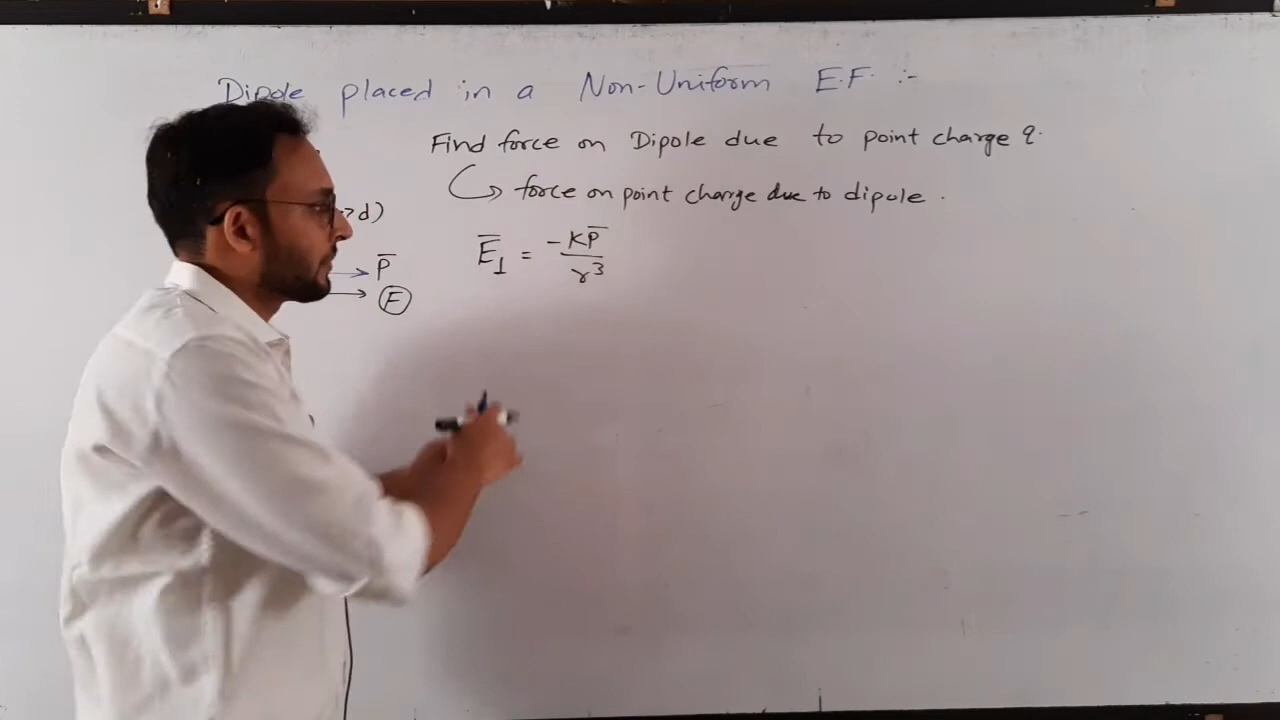 Dipole placed in a Non-Uniform E.F. :-
Find force on Dipole due to point charge q.
↳ force on point charge due to dipole.
>d)
E̅⊥ = -KP̅/r³
P̅
F